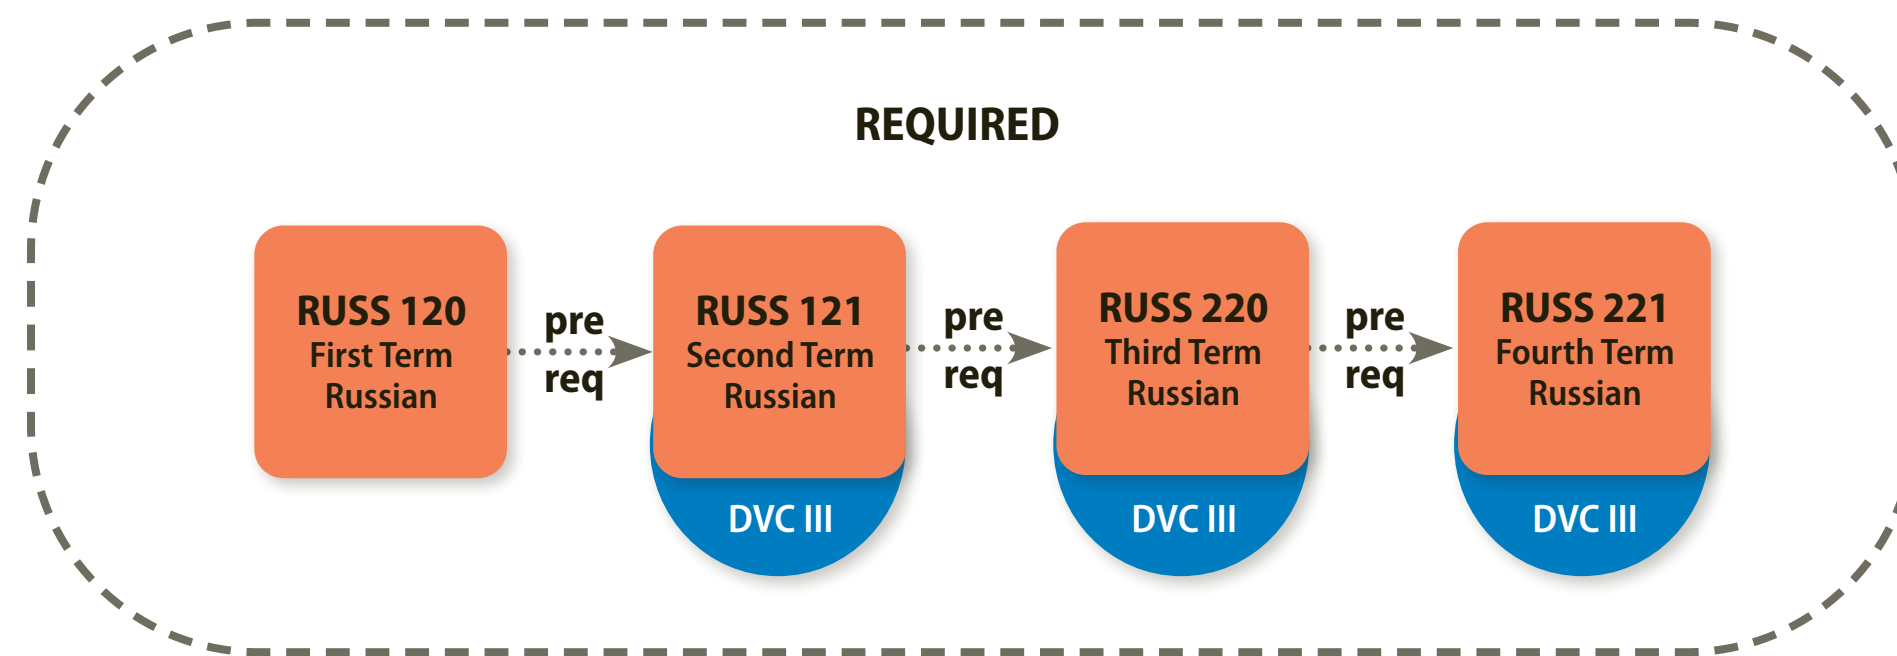 REQUIRED
RUSS 120
First Term
Russian
pre
req
RUSS 121
Second Term
Russian
DVC III
pre
req
RUSS 220
Third Term
Russian
DVC III
pre
req
RUSS 221
Fourth Term
Russian
DVC III